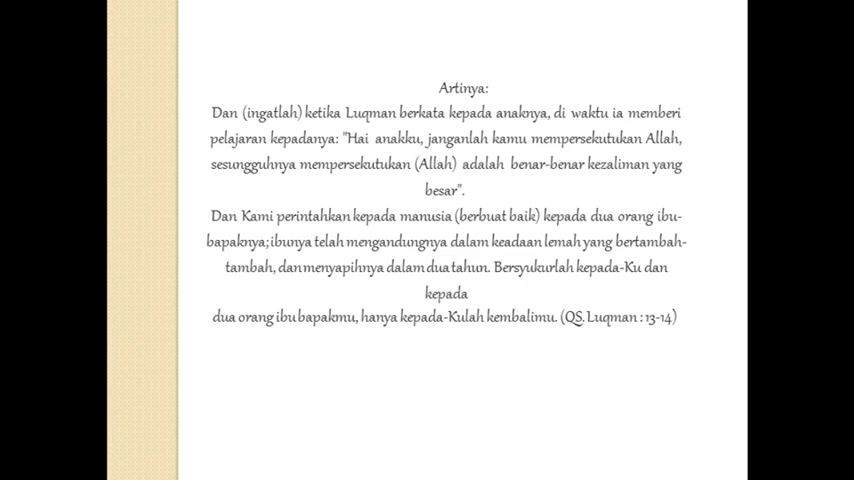 Artinya:
Dan (ingatlah) ketika Luqman berkata kepada anaknya, di waktu ia memberi
pelajaran kepadanya: "Hai anakku, janganlah kamu mempersekutukan Allah,
sesungguhnya mempersekutukan (Allah) adalah benar-benar kezaliman yang
besar".
Dan Kami perintahkan kepada manusia (berbuat baik) kepada dua orang ibu-
bapaknya; ibunya telah mengandungnya dalam keadaan lemah yang bertambah-
tambah, dan menyapihnya dalam dua tahun. Bersyukurlah kepada-Ku dan
kepada
dua orang ibu bapakmu, hanya kepada-Kulah kembalimu. (QS. Luqman : 13-14)